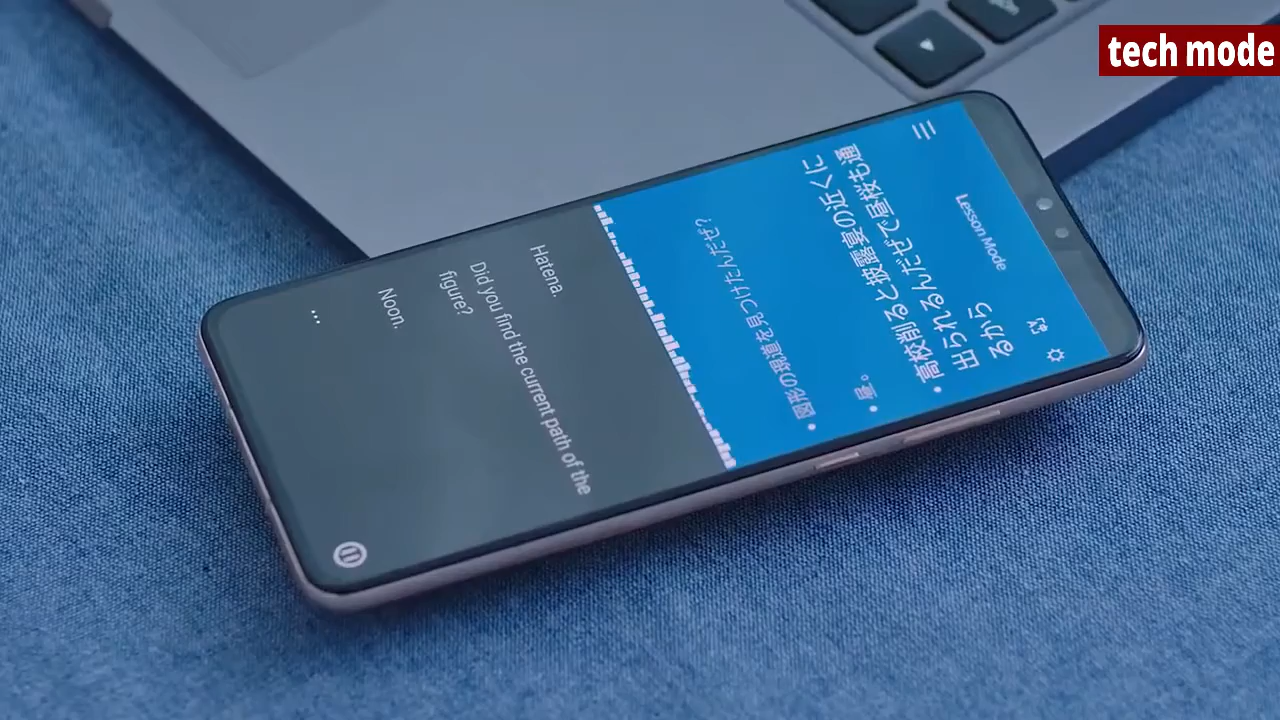 tech mode
Lesson Mode
• 高校削ると披露宴の近くに
出られるんだぜで昼桜も通
るから
• 昼。
• 図形の現道を見つけたんだぜ?
Hatena.
Did you find the current path of the
figure?
Noon.
...